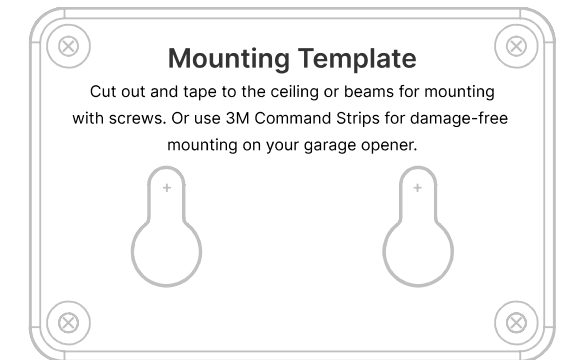 Mounting Template
Cut out and tape to the ceiling or beams for mounting
with screws. Or use 3M Command Strips for damage-free
mounting on your garage opener.